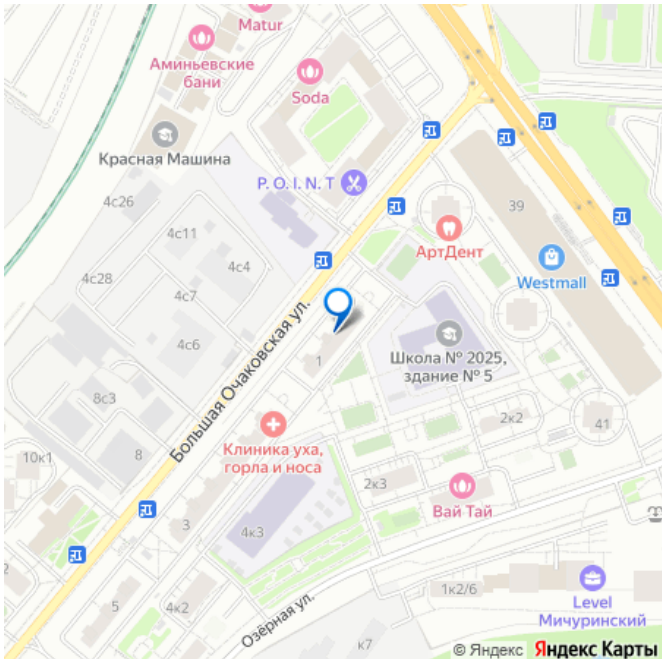 Matur
Аминьевские
бани
Soda
Красная Машина
P. O. I. N. T
4с26
39
4с11
АртДент
4с4
4с28
Westmall
4с7
Большая Очаковская ул.
4с6
1
Школа № 2025,
здание № 5
8с3
2к2
41
Клиника уха,
горла и носа
10к1
8
2к3
Вай Тай
3
4к3
2
1к2/6
5
4к2
Level
Мичуринский
Озёрная ул.
к7
© Яндекс Яндекс Карты